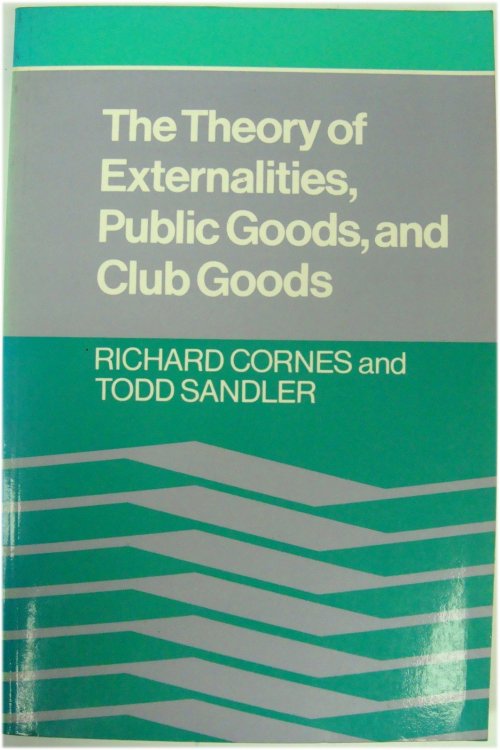 The Theory of
Externalities,
Public Goods, and
Club Goods
RICHARD CORNES and
TODD SANDLER